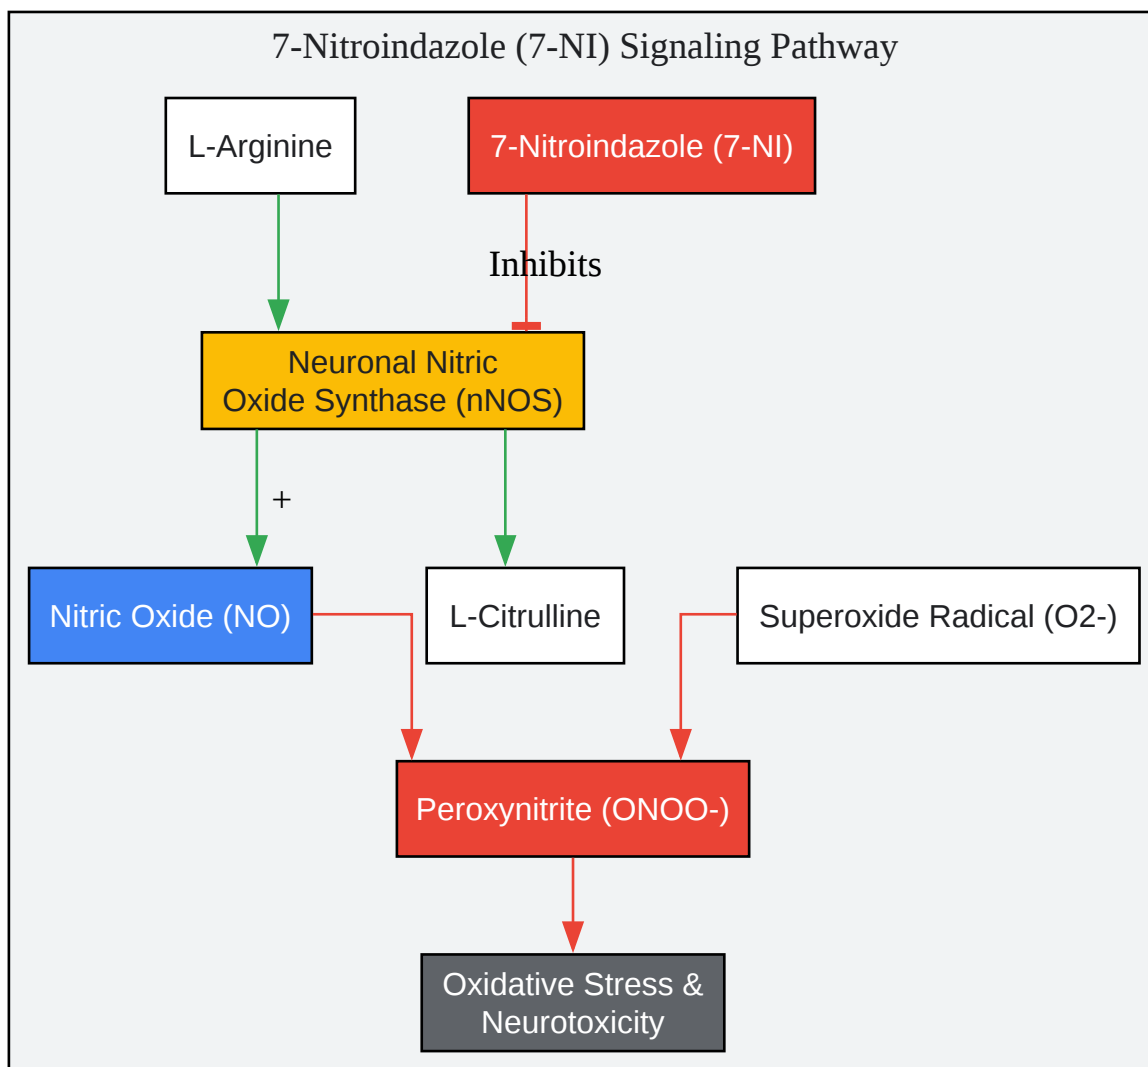 7-Nitroindazole (7-NI) Signaling Pathway
L-Arginine
7-Nitroindazole (7-NI)
Inhibits
Neuronal Nitric
Oxide Synthase (nNOS)
+
Nitric Oxide (NO)
L-Citrulline
Superoxide Radical (O2-)
Peroxynitrite (ONOO-)
Oxidative Stress &
Neurotoxicity